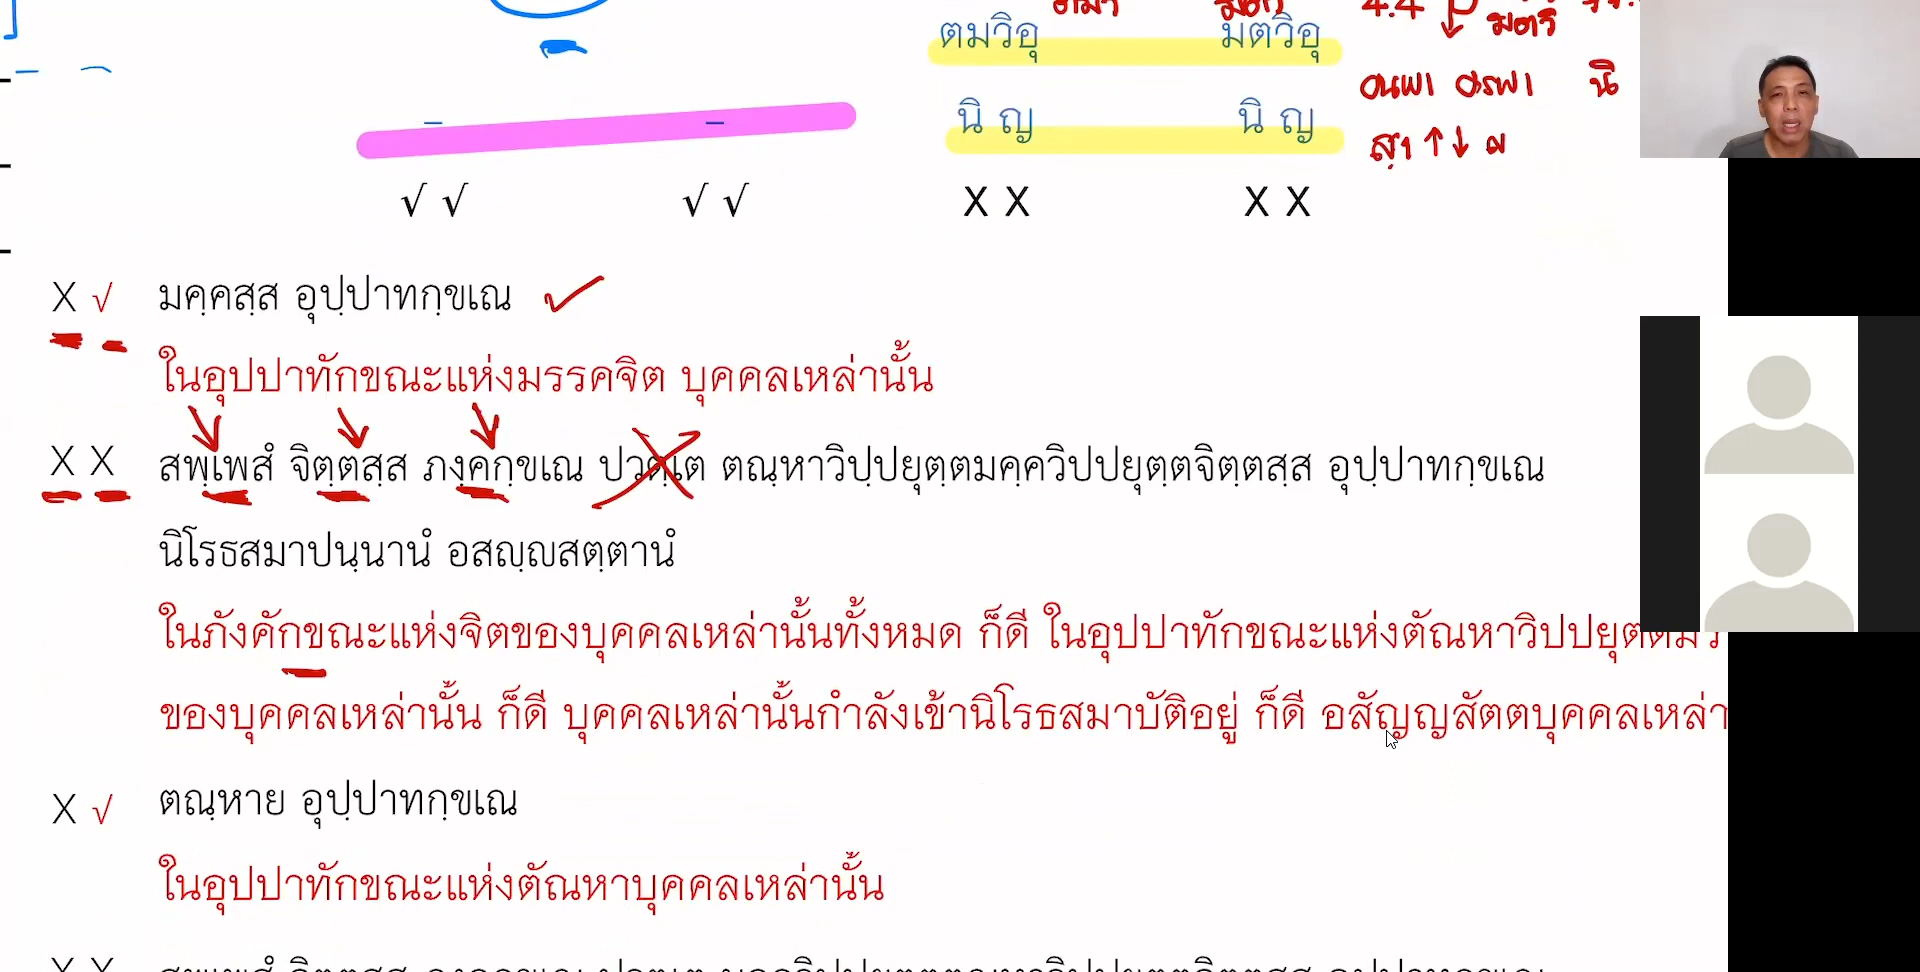 ตมวิอุ มตวิอุ
นิ ญ นิ ญ
√ √ √ √ X X X X
X √ มคฺคสฺส อุปฺปาทกฺขเณ
ในอุปปาทักขณะแห่งมรรคจิต บุคคลเหล่านั้น
X X สพฺเพสํ จิตฺตสฺส ภงฺคกฺขเณ ปวตฺเต ตณฺหาวิปฺปยุตฺตมคฺควิปฺปยุตฺตจิตฺตสฺส อุปฺปาทกฺขเณ
นิโรธสมาปนฺนานํ อสญฺญสตฺตานํ
ในภังคักขณะแห่งจิตของบุคคลเหล่านั้นทั้งหมด ก็ดี ในอุปปาทักขณะแห่งตัณหาวิปปยุตตมร
ของบุคคลเหล่านั้น ก็ดี บุคคลเหล่านั้นกำลังเข้านิโรธสมาบัติอยู่ ก็ดี อสัญญสัตตบุคคลเหล่า
X √ ตณฺหาย อุปฺปาทกฺขเณ
ในอุปปาทักขณะแห่งตัณหาบุคคลเหล่านั้น